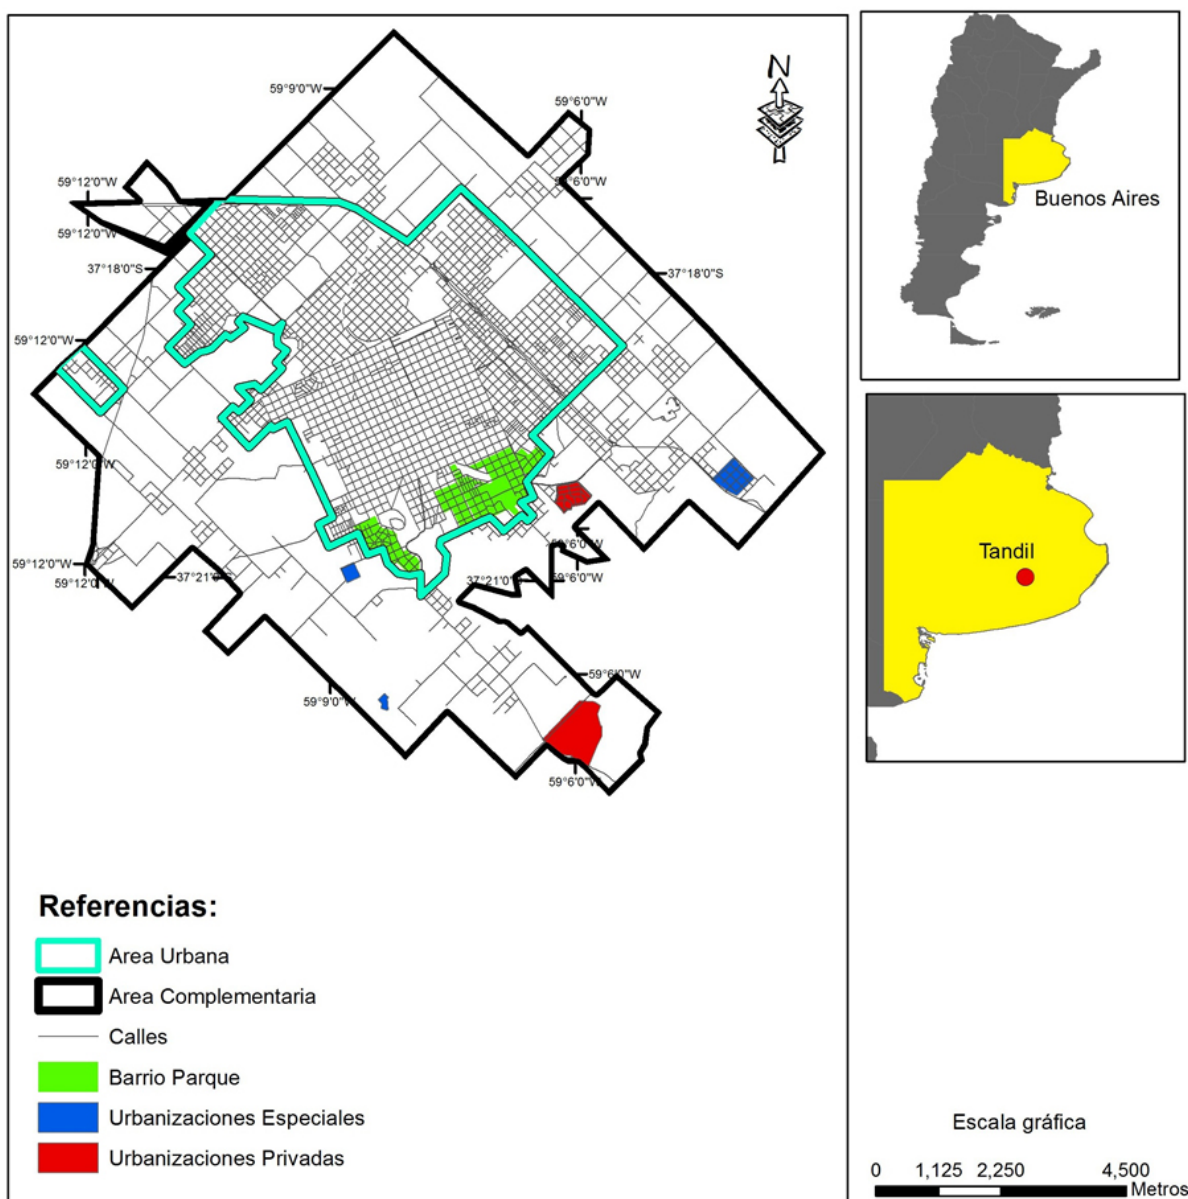 N
59°9'0"W
59°6'0"W
59°12'0"W
59°6'0"W
59°12'0"W
37°18'0"S
37°18'0"S
59°12'0"W
59°12'0"W
59°6'0"W
59°12'0"W
59°12'0"W
37°21'0"S
37°21'0"S
59°6'0"W
59°6'0"W
59°9'0"W
59°6'0"W
Referencias:
Area Urbana
Area Complementaria
Calles
Barrio Parque
Urbanizaciones Especiales
Urbanizaciones Privadas
Buenos Aires
Tandil
Escala gráfica
0 1,125 2,250 4,500
Metros